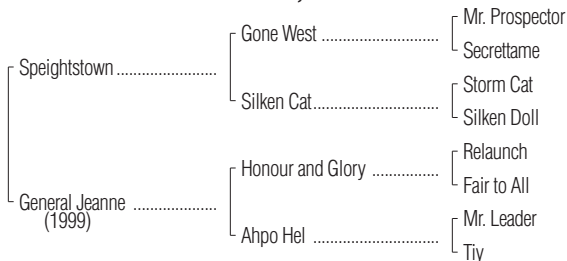 Mr. Prospector
Gone West ........................................
Secrettame
Speightstown ........................
Storm Cat
Silken Cat..........................................
Silken Doll
Relaunch
Honour and Glory ......................
Fair to All
General Jeanne ....................
(1999)
Mr. Leader
Ahpo Hel ..........................................
Tiy